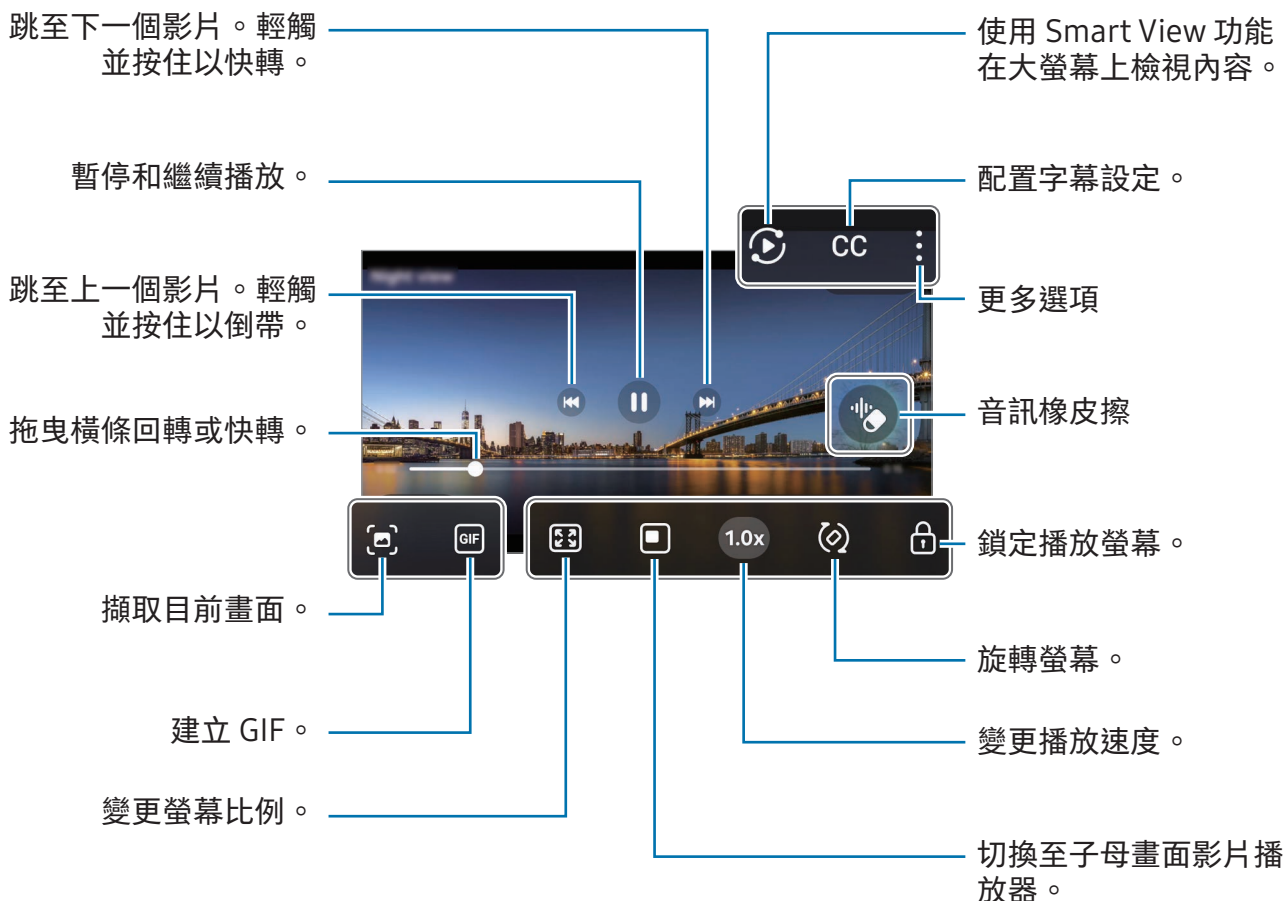 跳至下一個影片。輕觸
並按住以快轉。
使用 Smart View 功能
在大螢幕上檢視內容。
暫停和繼續播放。
配置字幕設定。
CC
跳至上一個影片。輕觸
並按住以倒帶。
更多選項
拖曳橫條回轉或快轉。
音訊橡皮擦
GIF
1.0x
鎖定播放螢幕。
擷取目前畫面。
旋轉螢幕。
建立 GIF。
變更播放速度。
變更螢幕比例。
切換至子母畫面影片播
放器。